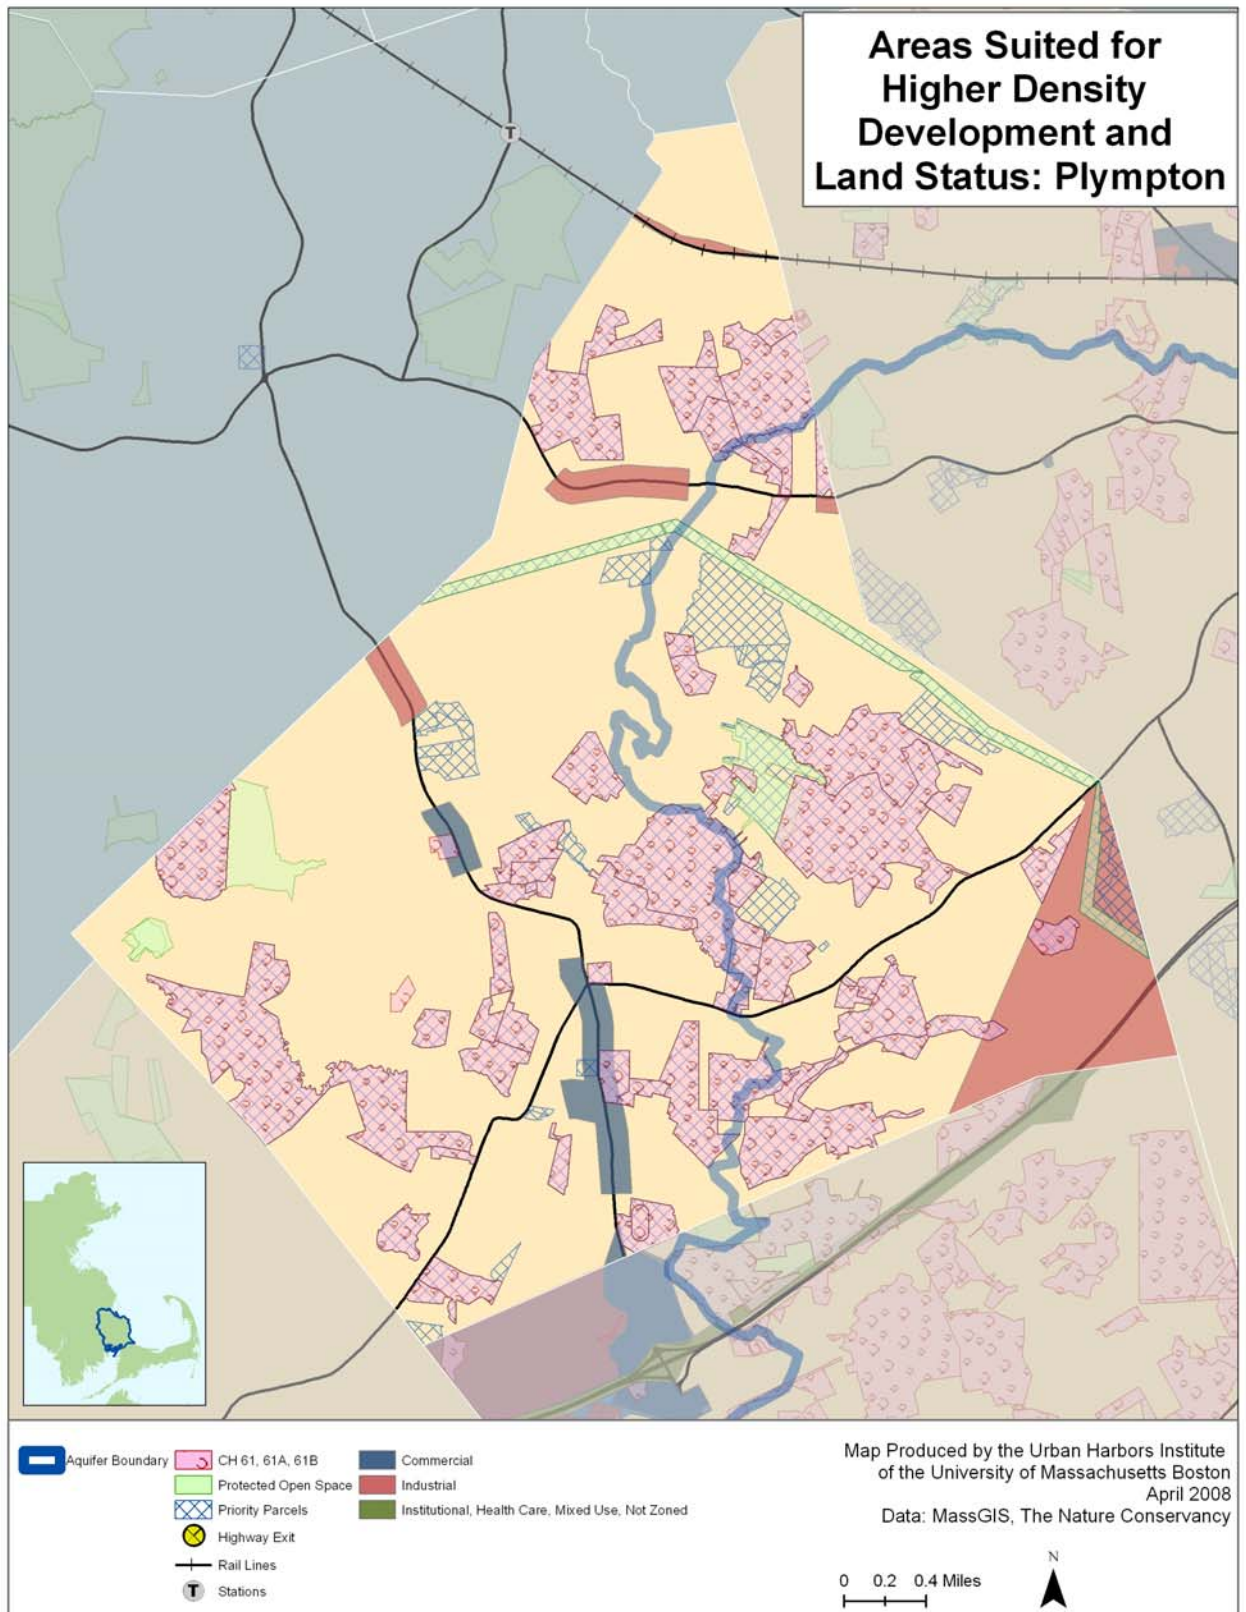 Areas Suited for
Higher Density
Development and
Land Status: Plympton
T
Aquifer Boundary
CH 61, 61A, 61B
Protected Open Space
Priority Parcels
Highway Exit
Rail Lines
T Stations
Commercial
Industrial
Institutional, Health Care, Mixed Use, Not Zoned
Map Produced by the Urban Harbors Institute
of the University of Massachusetts Boston
April 2008
Data: MassGIS, The Nature Conservancy
N
0 0.2 0.4 Miles